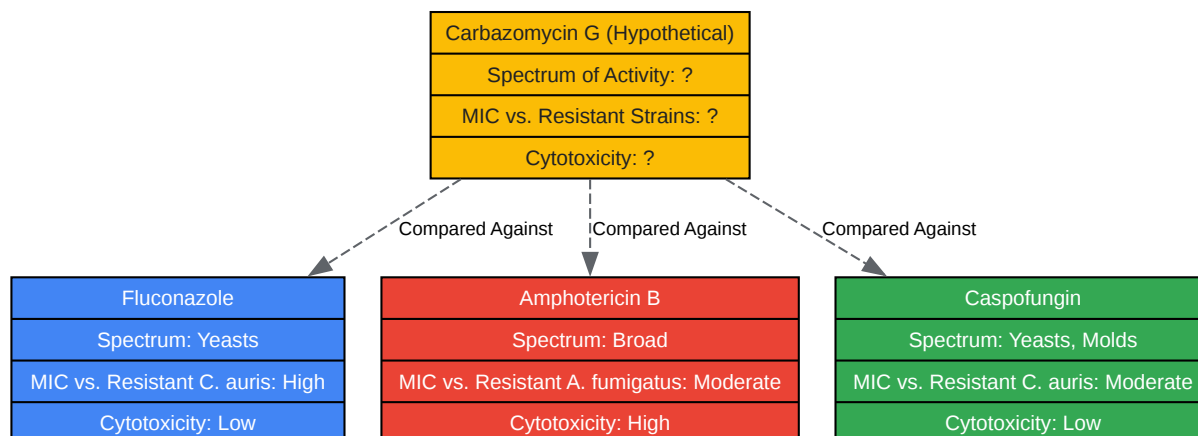 Carbazomycin G (Hypothetical)
Spectrum of Activity: ?
MIC vs. Resistant Strains: ?
Cytotoxicity: ?
Compared Against
Compared Against
Compared Against
Fluconazole
Spectrum: Yeasts
MIC vs. Resistant C. auris: High
Cytotoxicity: Low
Amphotericin B
Spectrum: Broad
MIC vs. Resistant A. fumigatus: Moderate
Cytotoxicity: High
Caspofungin
Spectrum: Yeasts, Molds
MIC vs. Resistant C. auris: Moderate
Cytotoxicity: Low